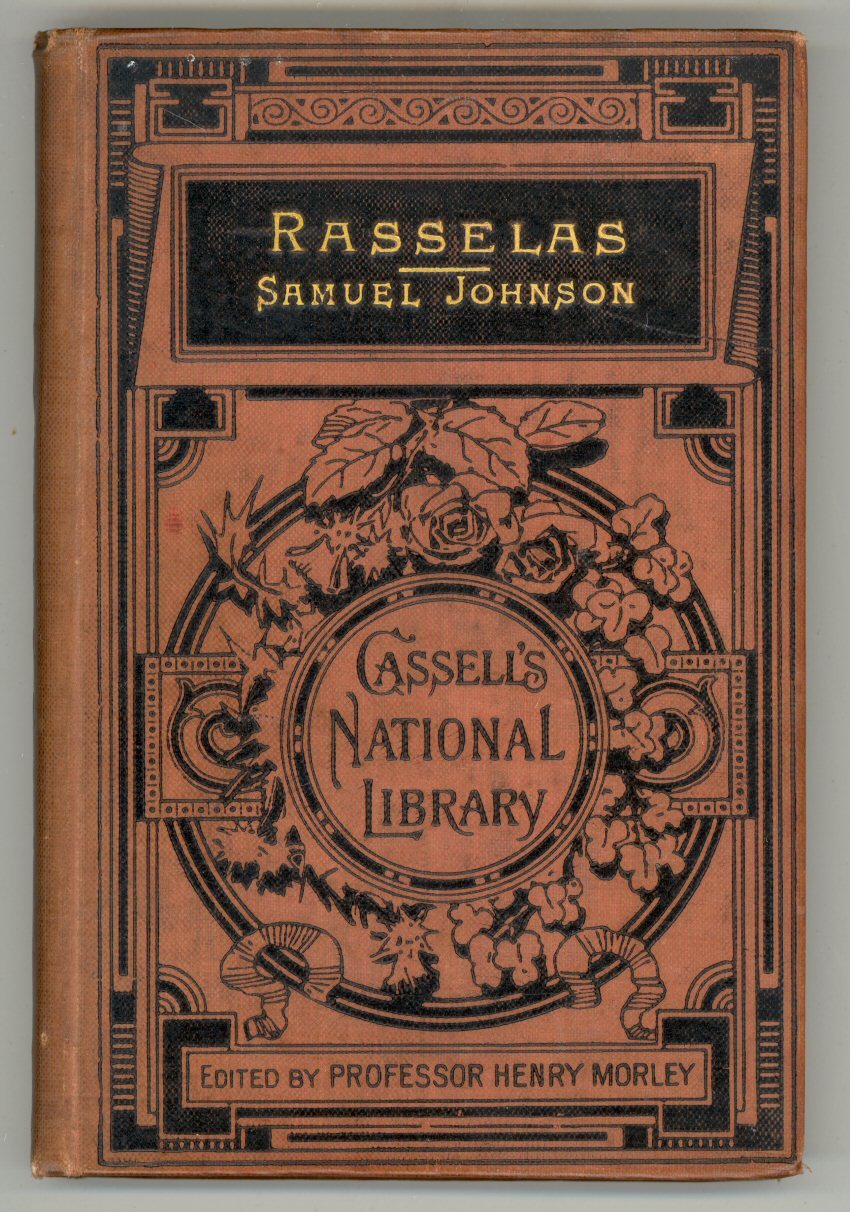 RASSELAS
SAMUEL JOHNSON
CASSELL'S
NATIONAL
LIBRARY
EDITED BY PROFESSOR HENRY MORLEY